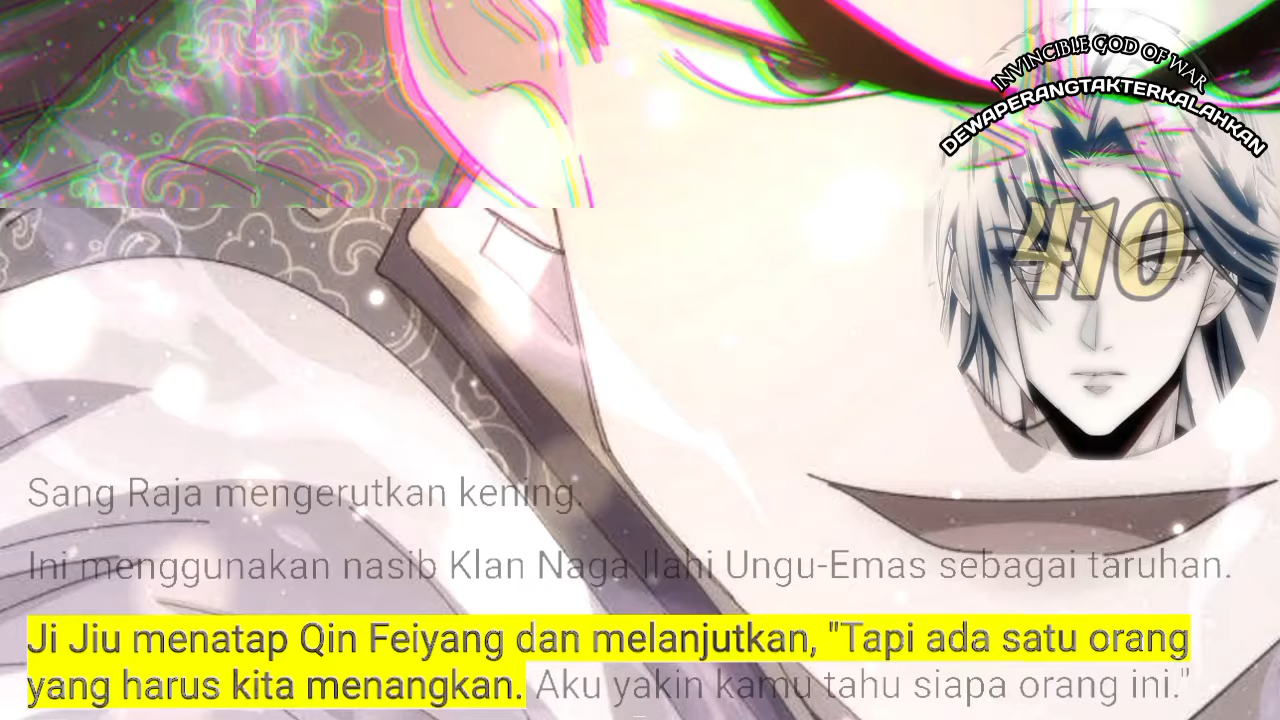 INVINCIBLE GOD OF WAR
DEWAPERANGTAKTERKALAHKAN
410
Sang Raja mengerutkan kening.
Ini menggunakan nasib Klan Naga Ilahi Ungu-Emas sebagai taruhan.
Ji Jiu menatap Qin Feiyang dan melanjutkan, "Tapi ada satu orang
yang harus kita menangkan. Aku yakin kamu tahu siapa orang ini."